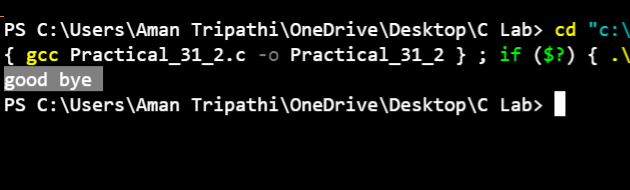 PS C:\Users\Aman Tripathi\OneDrive\Desktop\C Lab> cd "c:\
{ gcc Practical_31_2.c -o Practical_31_2 } ; if ($?) { .\
good bye
PS C:\Users\Aman Tripathi\OneDrive\Desktop\C Lab>